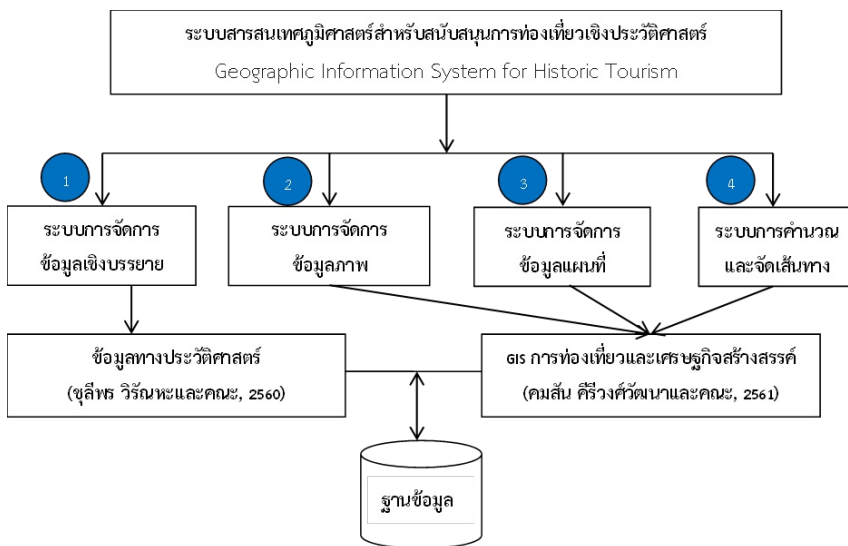 ระบบสารสนเทศภูมิศาสตร์สำหรับสนับสนุนการท่องเที่ยวเชิงประวัติศาสตร์
Geographic Information System for Historic Tourism
1
2
3
4
ระบบการจัดการ
ข้อมูลเชิงบรรยาย
ระบบการจัดการ
ข้อมูลภาพ
ระบบการจัดการ
ข้อมูลแผนที่
ระบบการคำนวณ
และจัดเส้นทาง
ข้อมูลทางประวัติศาสตร์
(ชุลีพร วิรัณหะและคณะ, 2560)
GIS การท่องเที่ยวและเศรษฐกิจสร้างสรรค์
(คมสัน คีรีวงศ์วัฒนาและคณะ, 2561)
ฐานข้อมูล